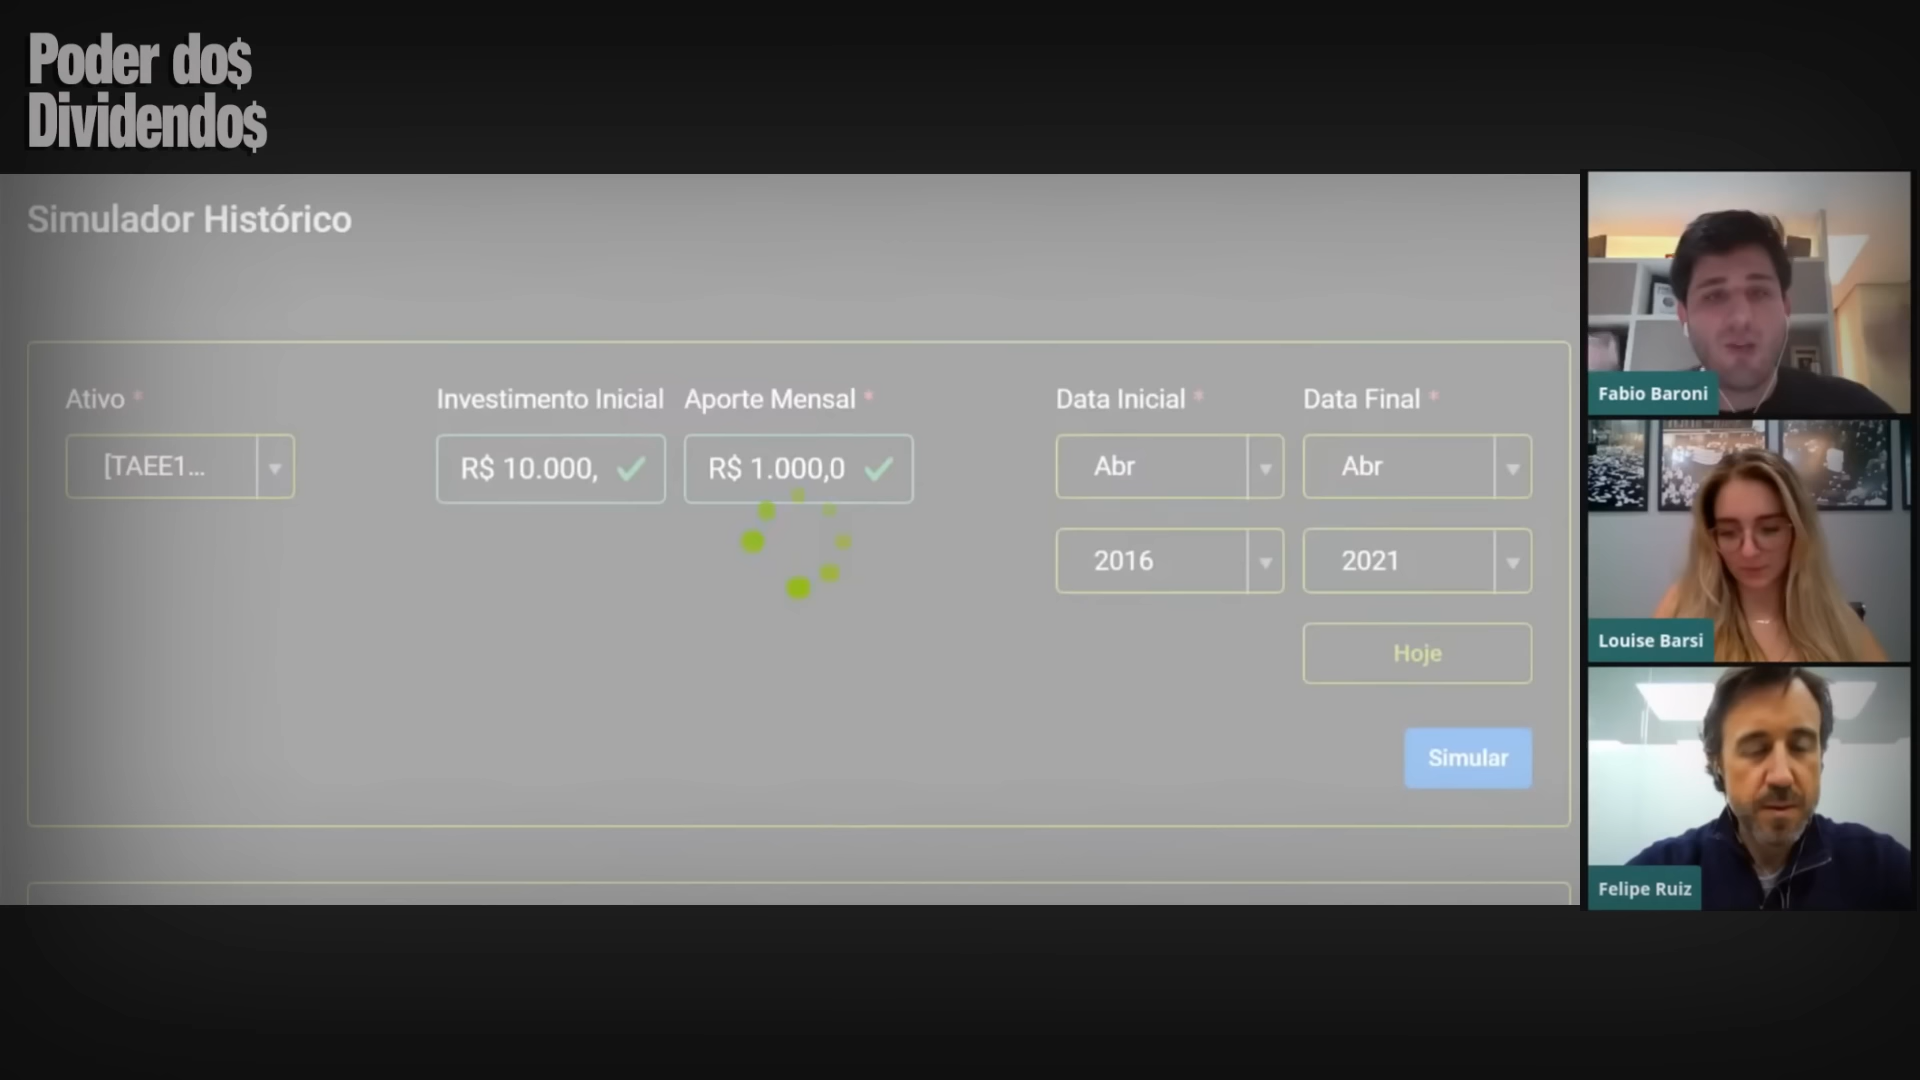 Poder do$
Dividendo$
Simulador Histórico
Ativo *
Investimento Inicial
Aporte Mensal *
Data Inicial *
Data Final *
[TAEE1...
R$ 10.000,
R$ 1.000,0
Abr
Abr
2016
2021
Hoje
Simular
Fabio Baroni
Louise Barsi
Felipe Ruiz